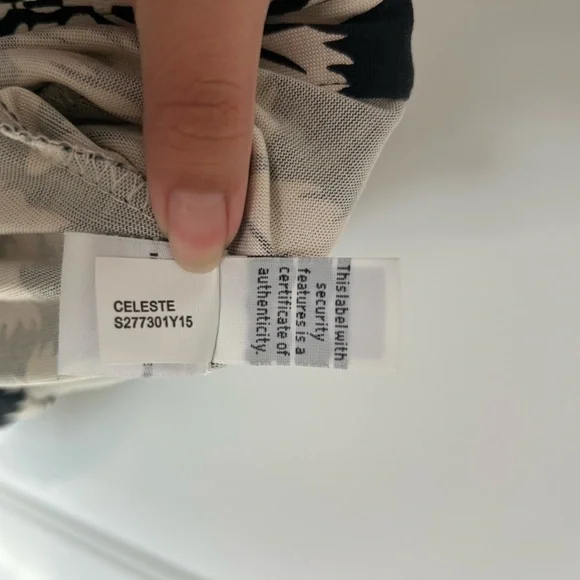 CELESTE
S277301Y15
This label with
security
features is a
certificate of
authenticity.